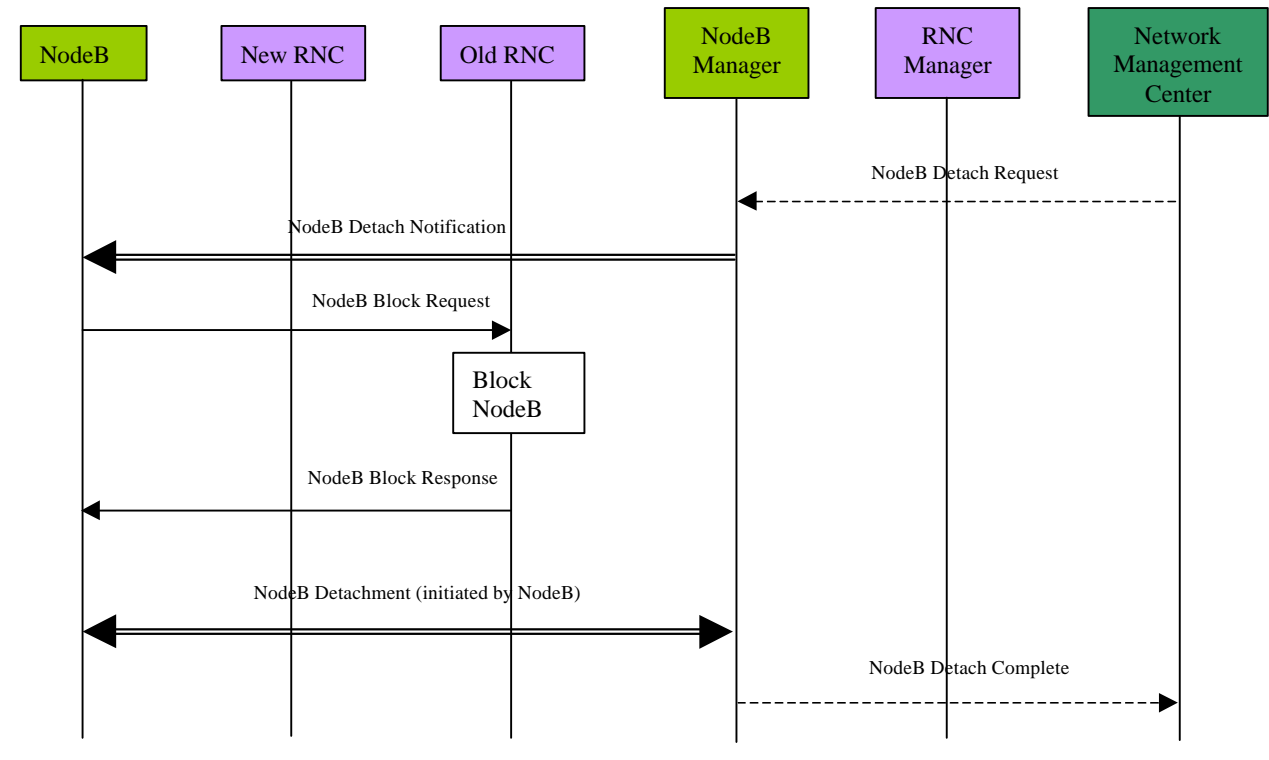 NodeB
New RNC
Old RNC
NodeB
Manager
RNC
Manager
Network
Management
Center
NodeB Detach Request
NodeB Detach Notification
NodeB Block Request
Block
NodeB
NodeB Block Response
NodeB Detachment (initiated by NodeB)
NodeB Detach Complete